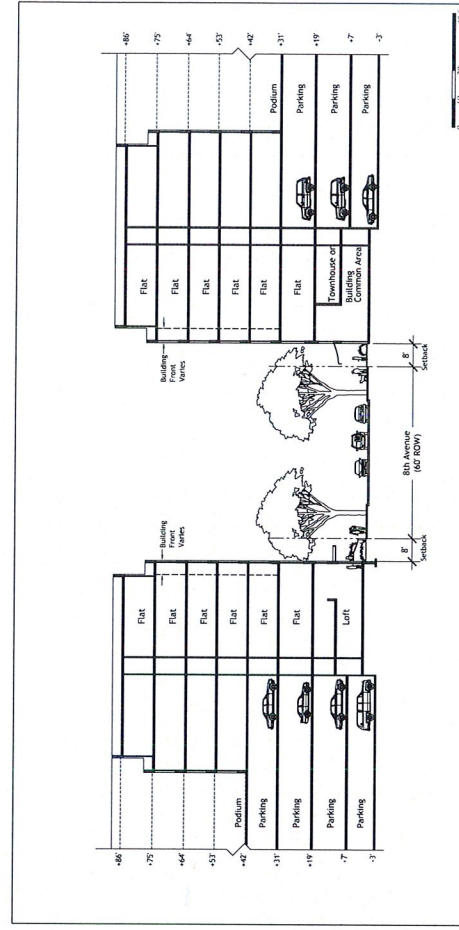 +86'
+75'
+64'
+53'
+42'
+31'
+19'
-7'
-3'
Podium
Parking
Parking
Parking
Parking
Flat
Flat
Flat
Flat
Flat
Flat
Loft
Building
Front
Varies
8'
Setback
8th Avenue
(60' ROW)
8'
Setback
Building
Front
Varies
Flat
Flat
Flat
Flat
Flat
Flat
Townhouse or
Building
Common Area
Podium
Parking
Parking
Parking
+86'
+75'
+64'
+53'
+42'
+31'
+19'
+7'
-3'